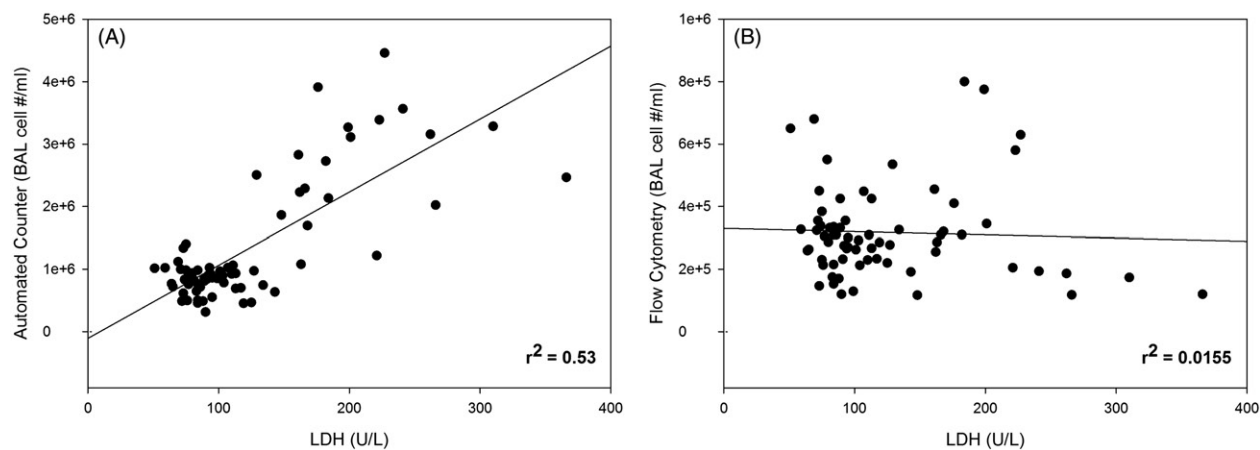 (A)
Automated Counter (BAL cell #/ml)
5e+6
4e+6
3e+6
2e+6
1e+6
0
r² = 0.53
0 100 200 300 400
LDH (U/L)
(B)
Flow Cytometry (BAL cell #/ml)
1e+6
8e+5
6e+5
4e+5
2e+5
0
r² = 0.0155
0 100 200 300 400
LDH (U/L)